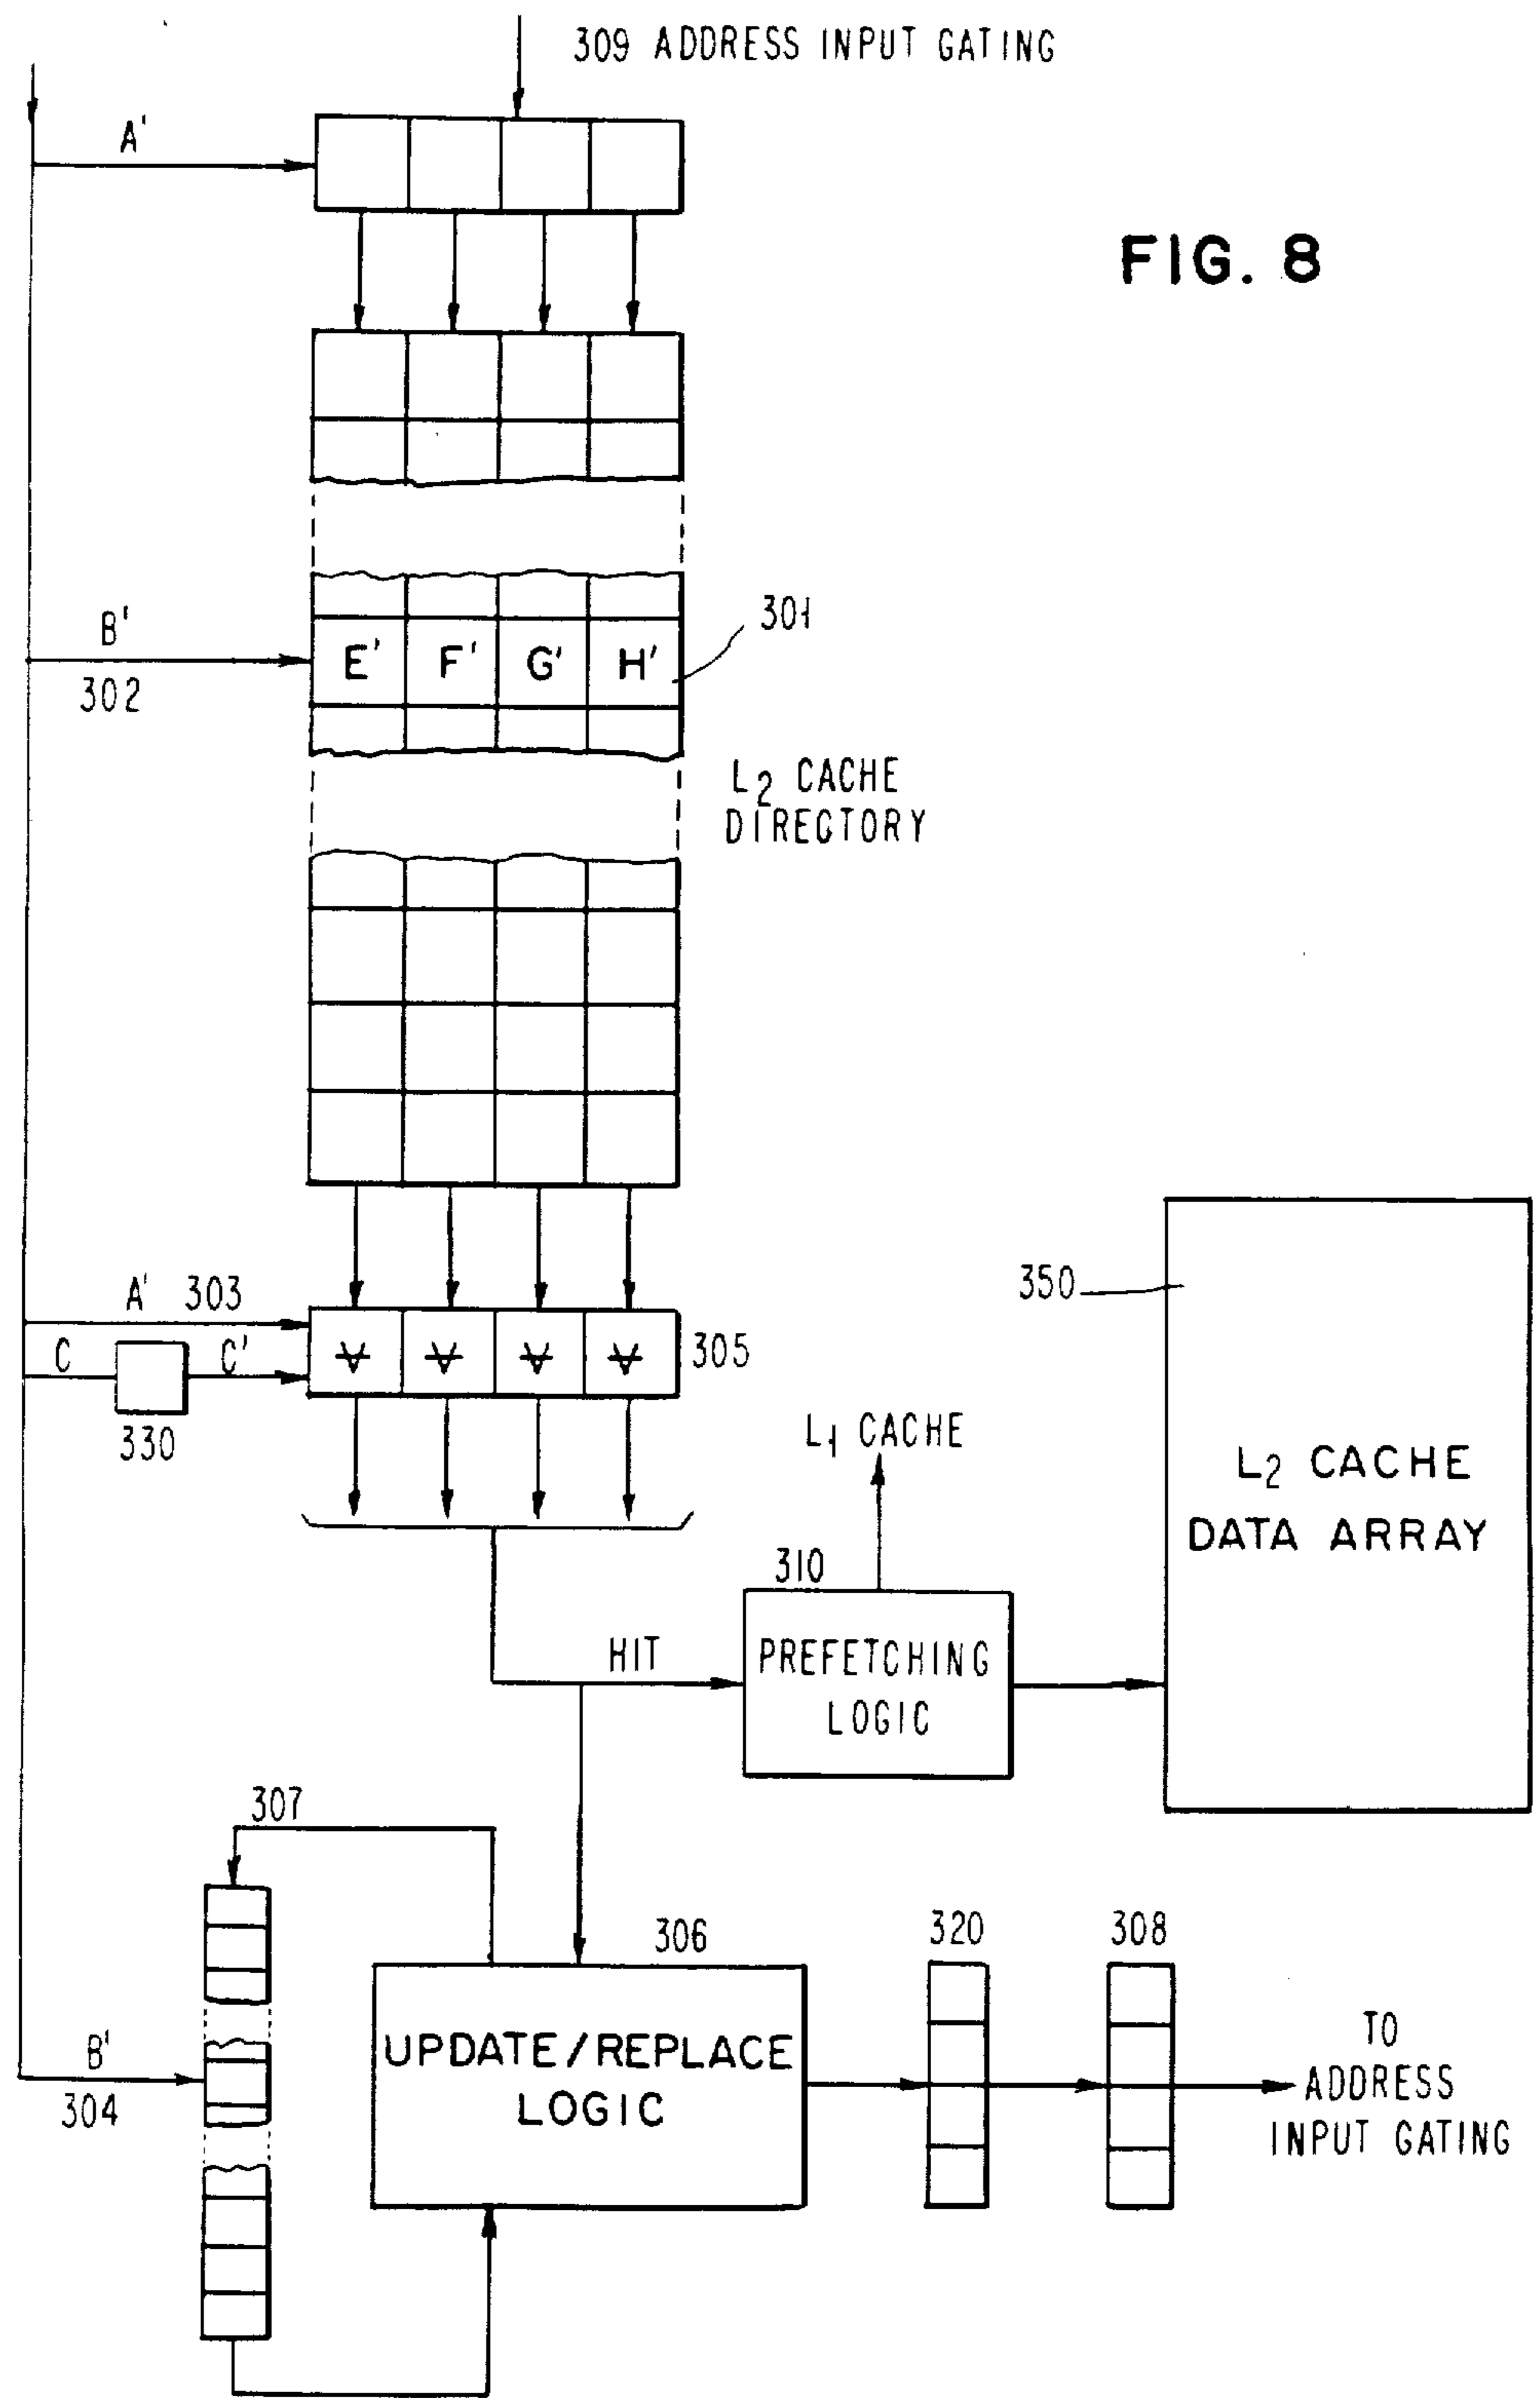 309 ADDRESS INPUT GATING
A'
FIG. 8
B'
302
E' F' G' H'
301
L2 CACHE
DIRECTORY
A' 303
C
C'
330
∀ ∀ ∀ ∀
305
350
L1 CACHE
L2 CACHE
DATA ARRAY
310
HIT
PREFETCHING
LOGIC
307
306
320
308
UPDATE/REPLACE
LOGIC
B'
304
TO
ADDRESS
INPUT GATING